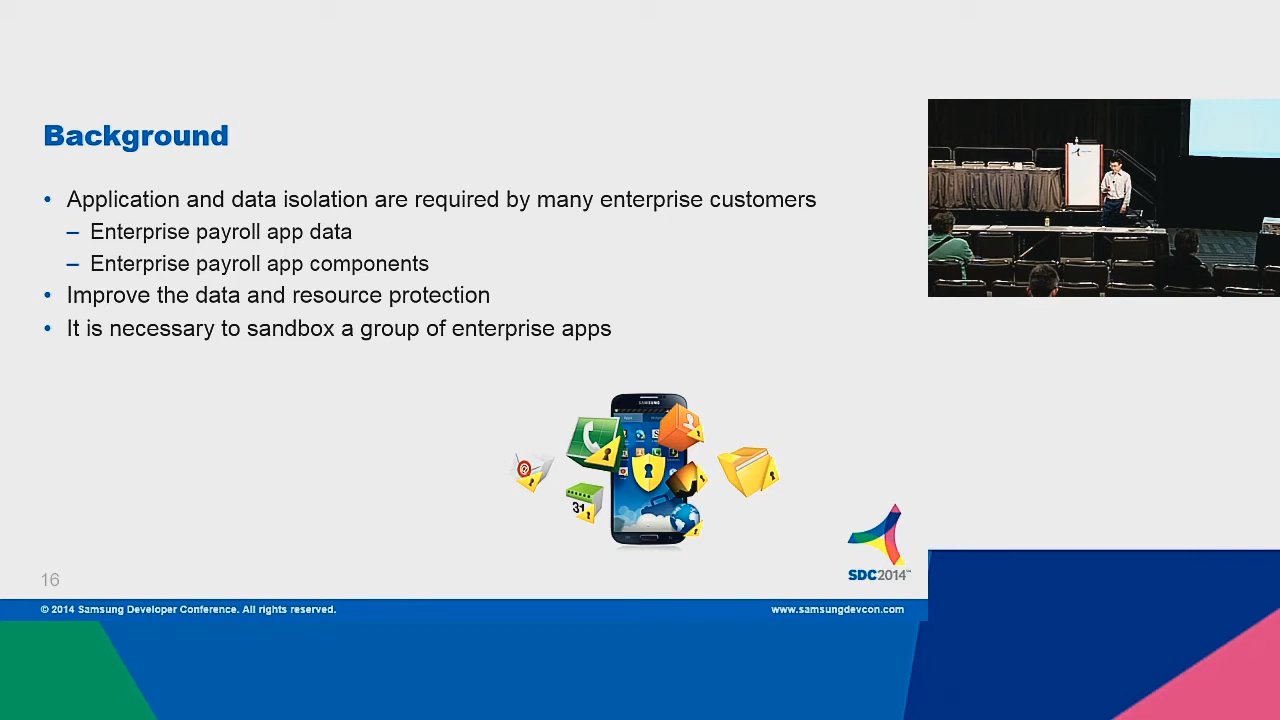 Background
• Application and data isolation are required by many enterprise customers
– Enterprise payroll app data
– Enterprise payroll app components
• Improve the data and resource protection
• It is necessary to sandbox a group of enterprise apps
SAMSUNG
@
31
SDC2014™
16
© 2014 Samsung Developer Conference. All rights reserved.
www.samsungdevcon.com